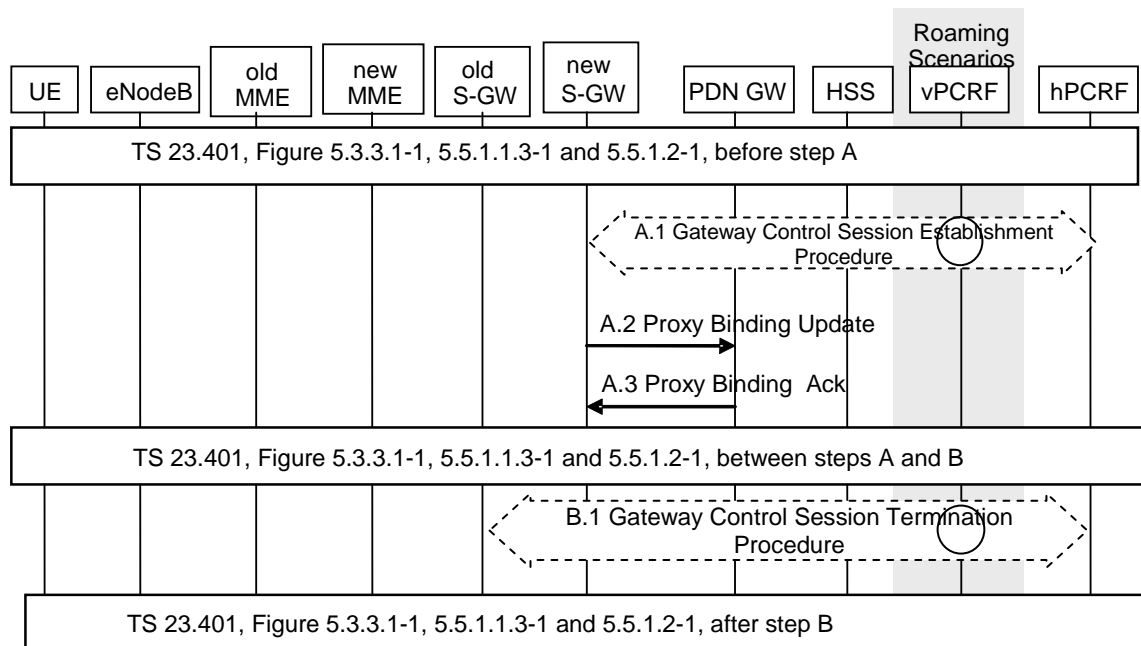 Roaming
Scenarios
UE
eNodeB
old
MME
new
MME
old
S-GW
new
S-GW
PDN GW
HSS
vPCRF
hPCRF
TS 23.401, Figure 5.3.3.1-1, 5.5.1.1.3-1 and 5.5.1.2-1, before step A
A.1 Gateway Control Session Establishment
Procedure
A.2 Proxy Binding Update
A.3 Proxy Binding Ack
TS 23.401, Figure 5.3.3.1-1, 5.5.1.1.3-1 and 5.5.1.2-1, between steps A and B
B.1 Gateway Control Session Termination
Procedure
TS 23.401, Figure 5.3.3.1-1, 5.5.1.1.3-1 and 5.5.1.2-1, after step B